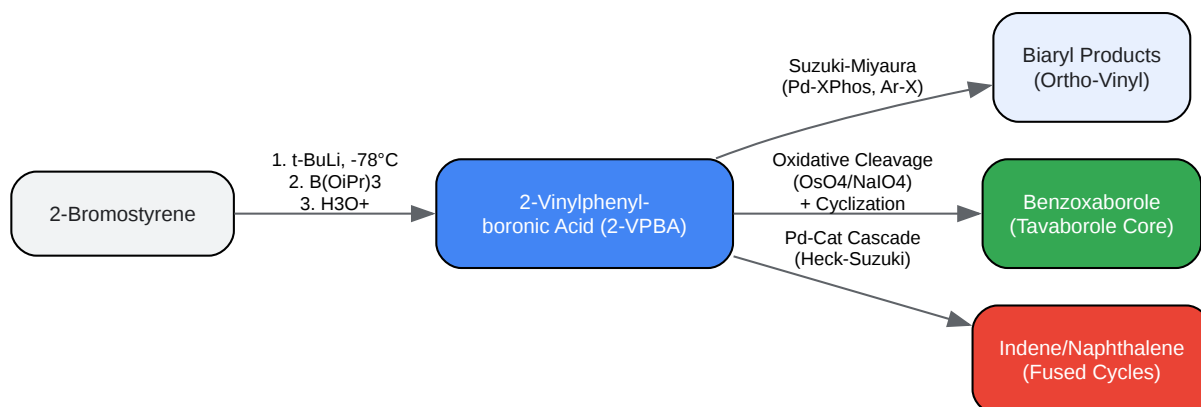 2-Bromostyrene
1. t-BuLi, -78°C
2. B(OiPr)3
3. H3O+
2-Vinylphenyl-
boronic Acid (2-VPBA)
Suzuki-Miyaura
(Pd-XPhos, Ar-X)
Biaryl Products
(Ortho-Vinyl)
Oxidative Cleavage
(OsO4/NaIO4)
+ Cyclization
Benzoxaborole
(Tavaborole Core)
Pd-Cat Cascade
(Heck-Suzuki)
Indene/Naphthalene
(Fused Cycles)